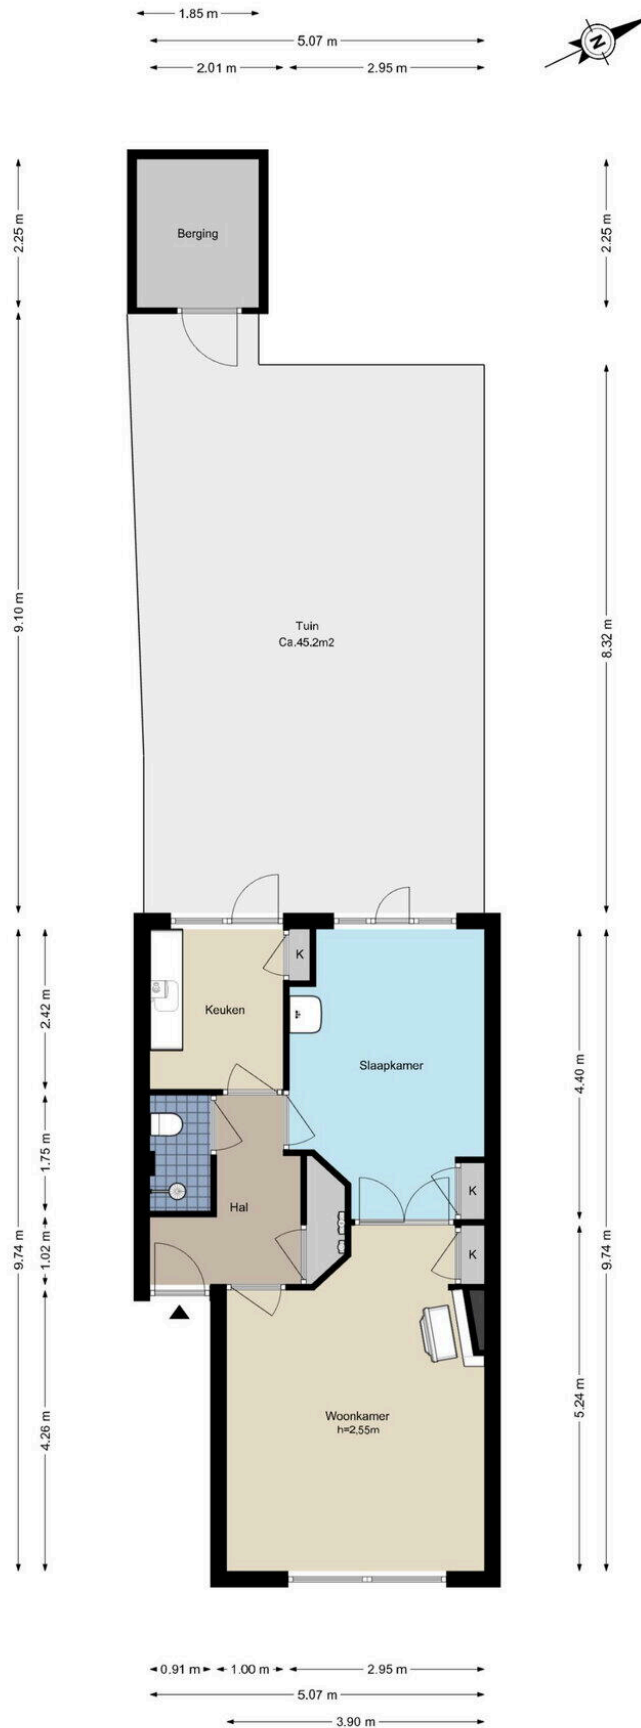 1.85 m
5.07 m
2.01 m
2.95 m
N
2.25 m
Berging
2.25 m
9.10 m
Tuin
Ca.45.2m2
8.32 m
K
Keuken
2.42 m
Slaapkamer
4.40 m
1.75 m
K
Hal
1.02 m
9.74 m
K
9.74 m
4.26 m
Woonkamer
h=2,55m
5.24 m
0.91 m
1.00 m
2.95 m
5.07 m
3.90 m